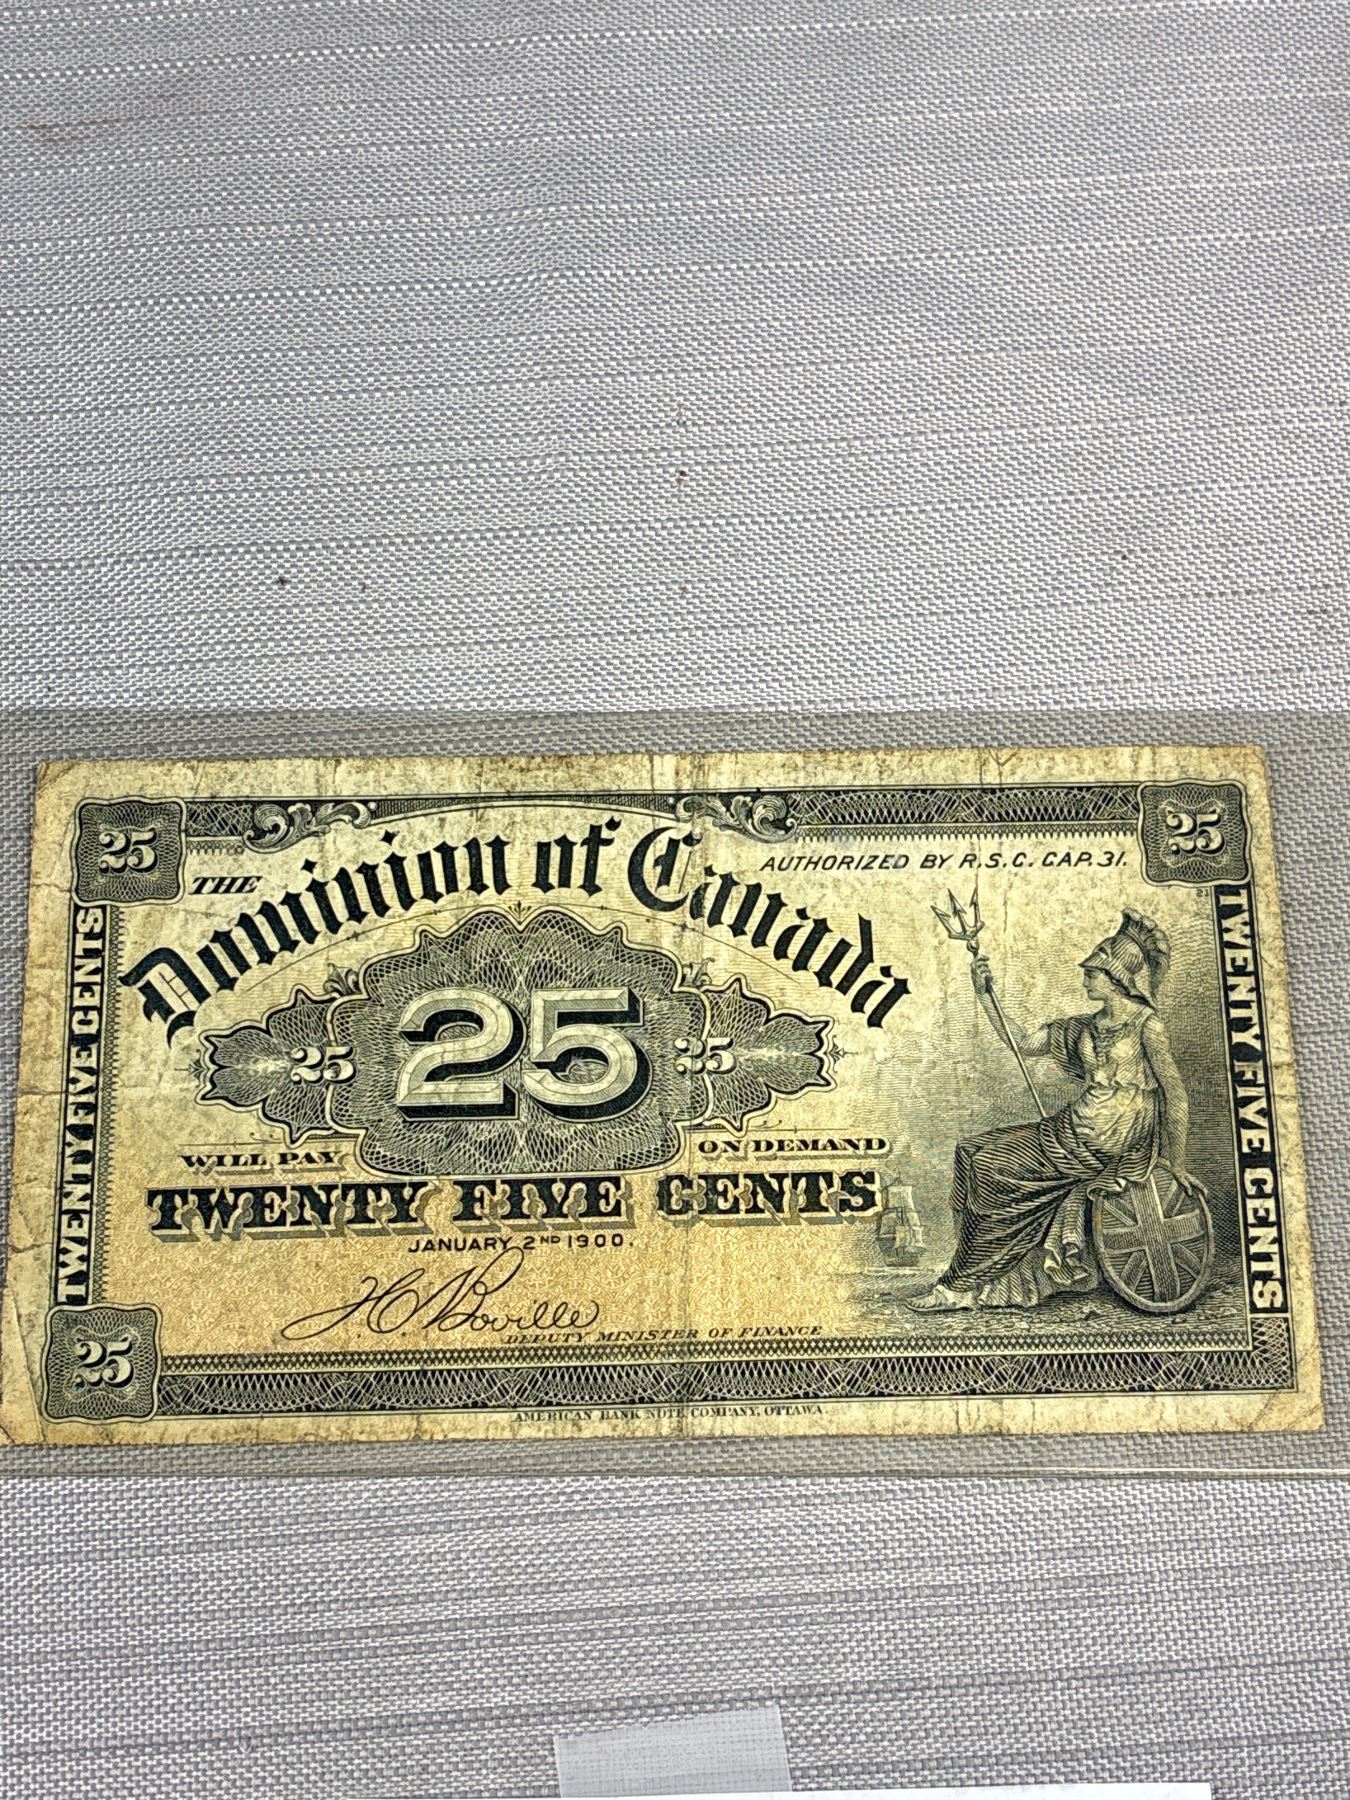 25
25
THE Dominion of Canada
AUTHORIZED BY R.S.C. CAP. 31.
21
25
25
25
WILL PAY
ON DEMAND
TWENTY FIVE CENTS
JANUARY 2ND 1900.
H C Boville
DEPUTY MINISTER OF FINANCE
TWENTY FIVE CENTS
TWENTY FIVE CENTS
25
AMERICAN BANK NOTE COMPANY, OTTAWA